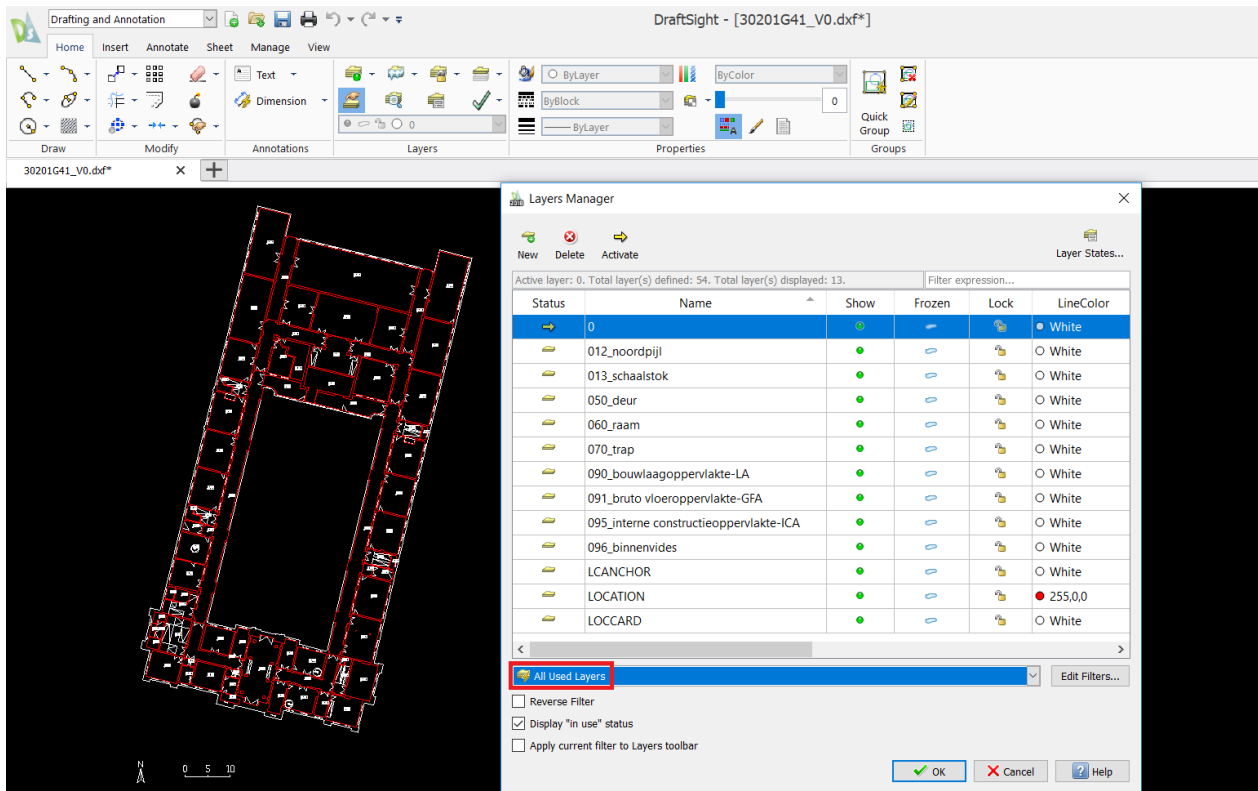 Drafting and Annotation
DraftSight - [30201G41_V0.dxf*]
Home Insert Annotate Sheet Manage View
Text
Dimension
0
ByLayer
ByBlock
ByLayer
ByColor
0
Quick
Group
Draw Modify Annotations Layers Properties Groups
30201G41_V0.dxf*
Layers Manager
New Delete Activate Layer States...
Active layer: 0. Total layer(s) defined: 54. Total layer(s) displayed: 13. Filter expression...
Status Name Show Frozen Lock LineColor
0 White
012_noordpijl White
013_schaalstok White
050_deur White
060_raam White
070_trap White
090_bouwlaagoppervlakte-LA White
091_bruto vloeroppervlakte-GFA White
095_interne constructieoppervlakte-ICA White
096_binnenvides White
LCANCHOR White
LOCATION 255,0,0
LOCCARD White
All Used Layers Edit Filters...
Reverse Filter
Display "in use" status
Apply current filter to Layers toolbar
OK Cancel Help
N
0 5 10